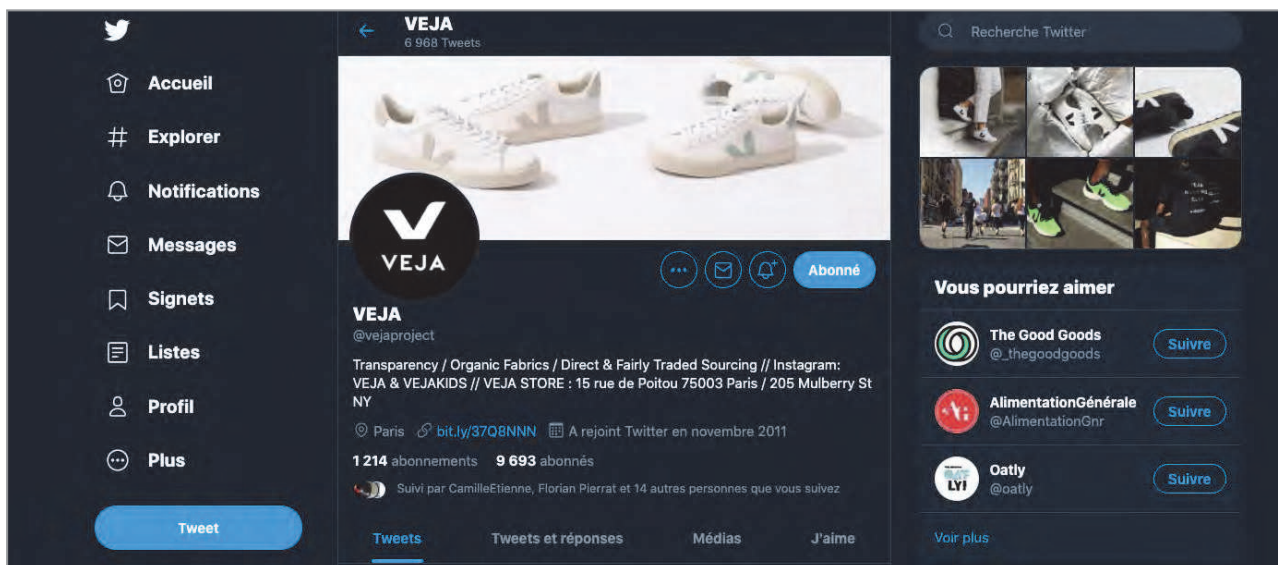 Accueil
Explorer
Notifications
Messages
Signets
Listes
Profil
Plus
Tweet
VEJA
6 968 Tweets
VEJA
Abonné
VEJA
@vejaproject
Transparency / Organic Fabrics / Direct & Fairly Traded Sourcing // Instagram:
VEJA & VEJAKIDS // VEJA STORE : 15 rue de Poitou 75003 Paris / 205 Mulberry St
NY
Paris bit.ly/37Q8NNN A rejoint Twitter en novembre 2011
1 214 abonnements 9 693 abonnés
Suivi par CamilleEtienne, Florian Pierrat et 14 autres personnes que vous suivez
Tweets Tweets et réponses Médias J'aime
Recherche Twitter
Vous pourriez aimer
The Good Goods
@_thegoodgoods
Suivre
AlimentationGénérale
@AlimentationGnr
Suivre
Oatly
@oatly
Suivre
Voir plus